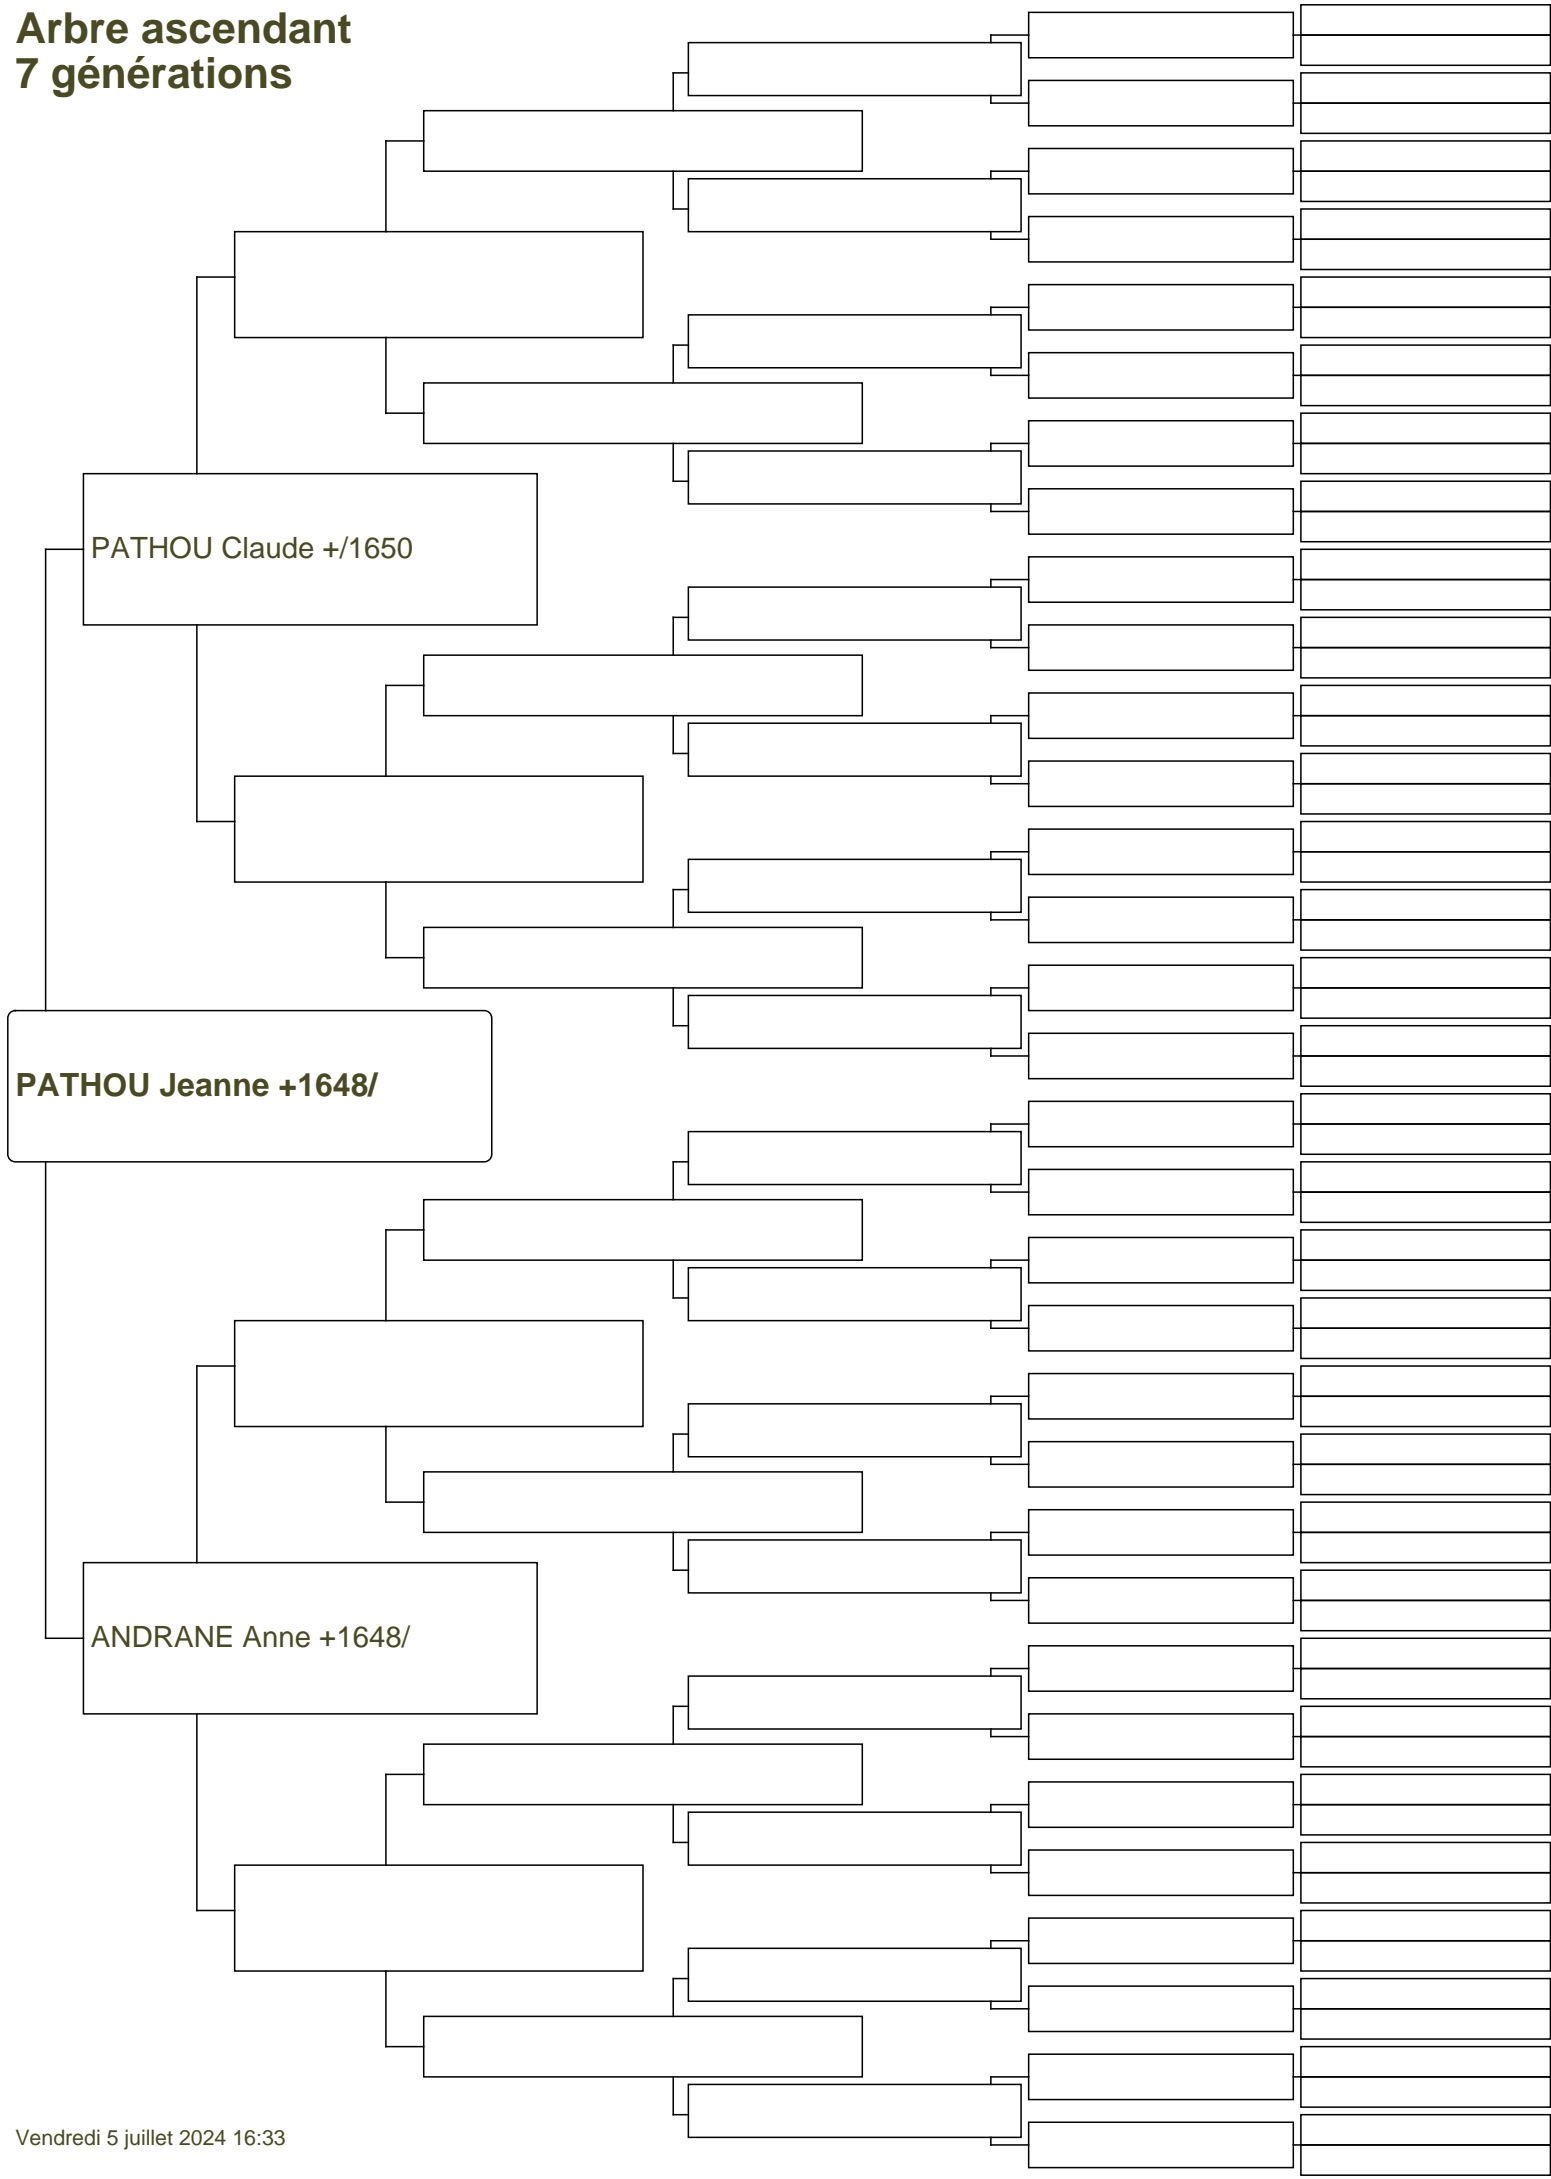 Arbre ascendant
7 générations
PATHOU Claude +/1650
PATHOU Jeanne +1648/
ANDRANE Anne +1648/
Vendredi 5 juillet 2024 16:33